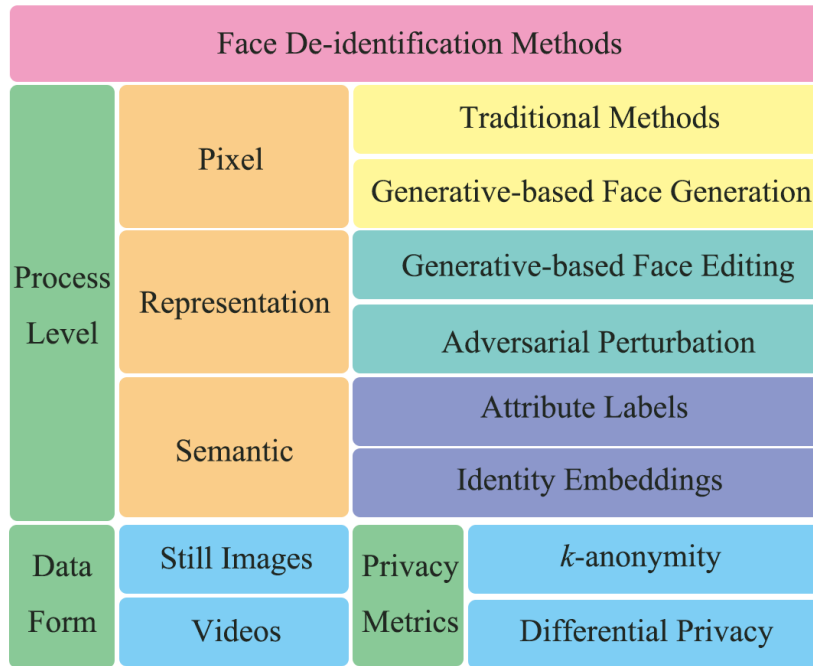 Face De-identification Methods
Process
Level
Pixel
Traditional Methods
Generative-based Face Generation
Representation
Generative-based Face Editing
Adversarial Perturbation
Semantic
Attribute Labels
Identity Embeddings
Data
Form
Still Images
Videos
Privacy
Metrics
k-anonymity
Differential Privacy